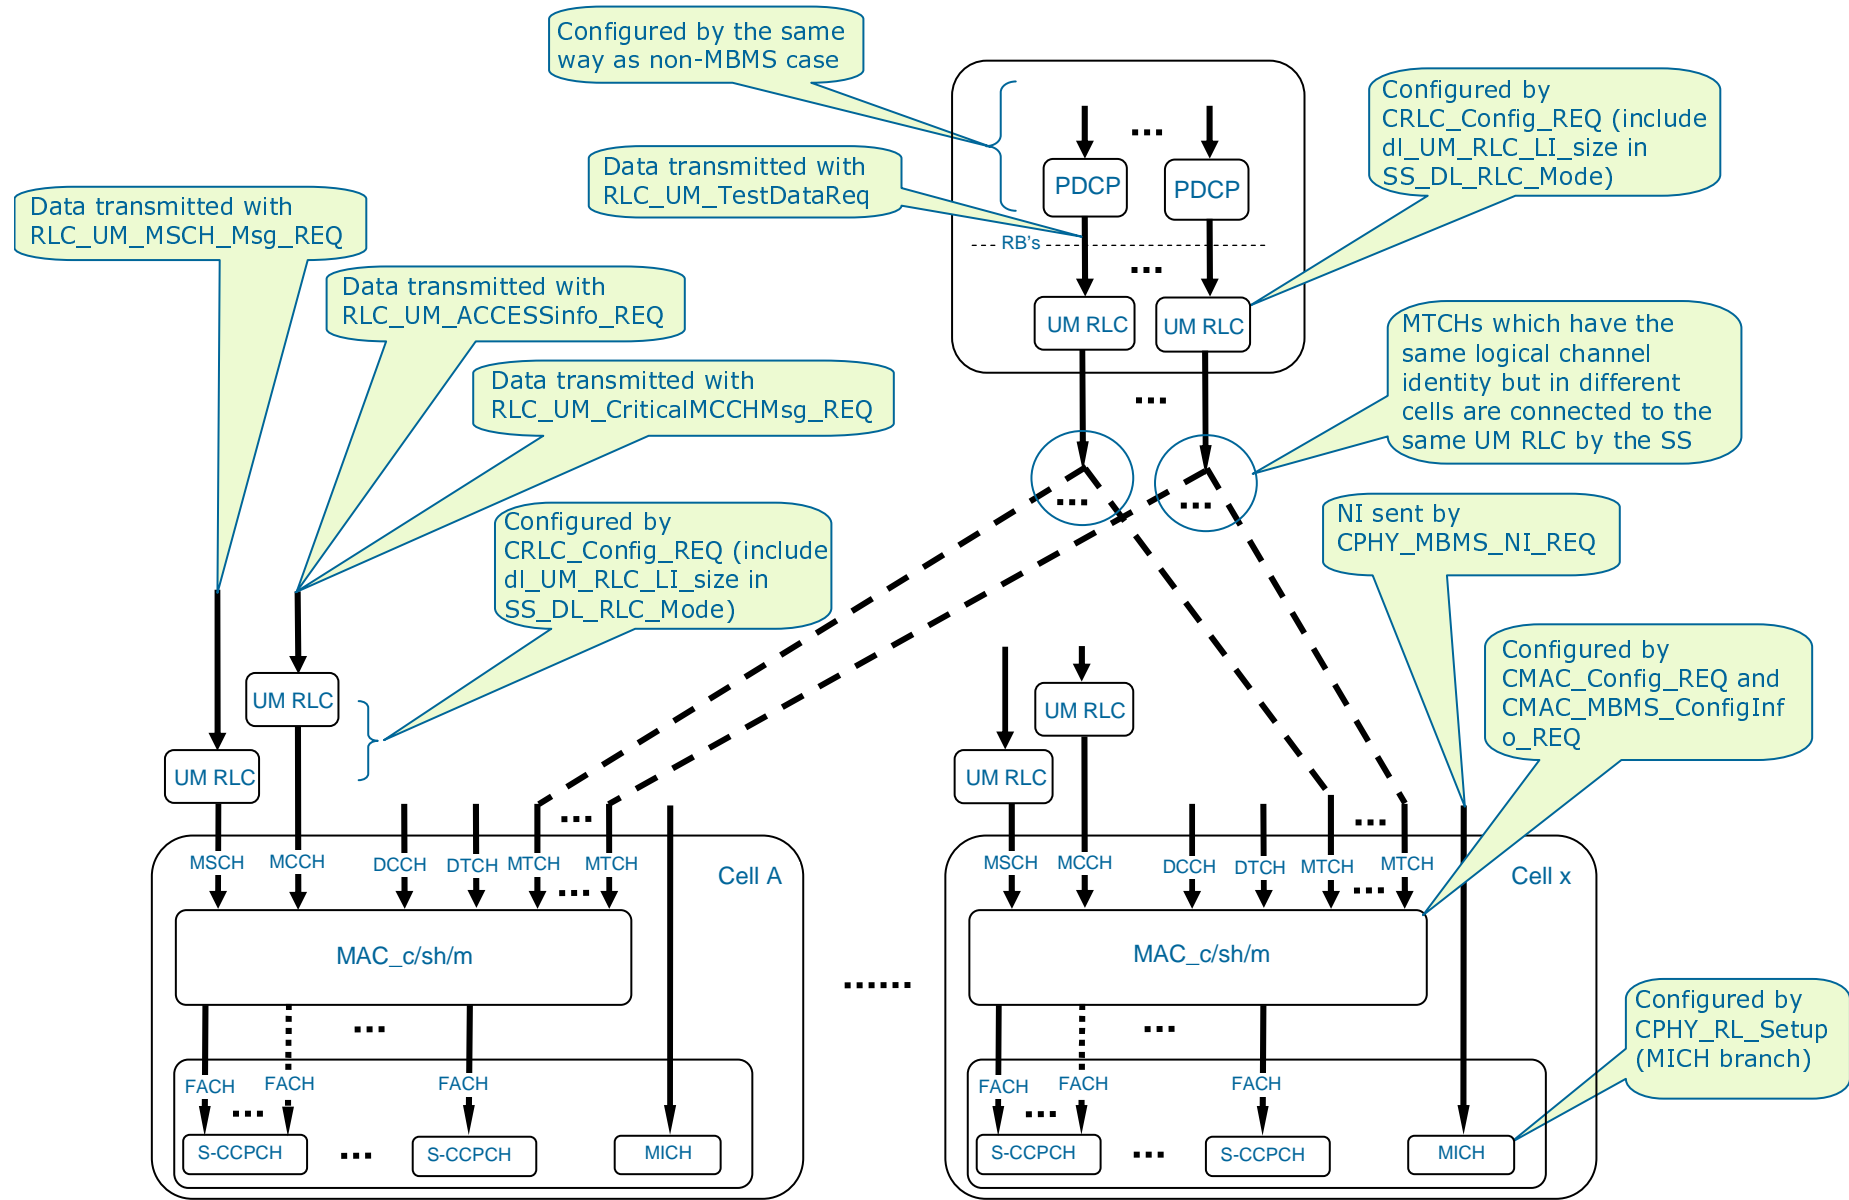 Configured by the same
way as non-MBMS case
Configured by
CRLC_Config_REQ (include
dl_UM_RLC_LI_size in
SS_DL_RLC_Mode)
Data transmitted with
RLC_UM_TestDataReq
PDCP
PDCP
Data transmitted with
RLC_UM_MSCH_Msg_REQ
RB's
Data transmitted with
RLC_UM_ACCESSinfo_REQ
UM RLC
UM RLC
MTCHs which have the
same logical channel
identity but in different
cells are connected to the
same UM RLC by the SS
Data transmitted with
RLC_UM_CriticalMCCHMsg_REQ
Configured by
CRLC_Config_REQ (include
dl_UM_RLC_LI_size in
SS_DL_RLC_Mode)
NI sent by
CPHY_MBMS_NI_REQ
Configured by
CMAC_Config_REQ and
CMAC_MBMS_ConfigInf
o_REQ
UM RLC
UM RLC
UM RLC
UM RLC
MSCH
MCCH
DCCH
DTCH
MTCH
MTCH
Cell A
MSCH
MCCH
DCCH
DTCH
MTCH
MTCH
Cell x
MAC_c/sh/m
MAC_c/sh/m
Configured by
CPHY_RL_Setup
(MICH branch)
FACH
FACH
FACH
FACH
FACH
FACH
S-CCPCH
S-CCPCH
MICH
S-CCPCH
S-CCPCH
MICH